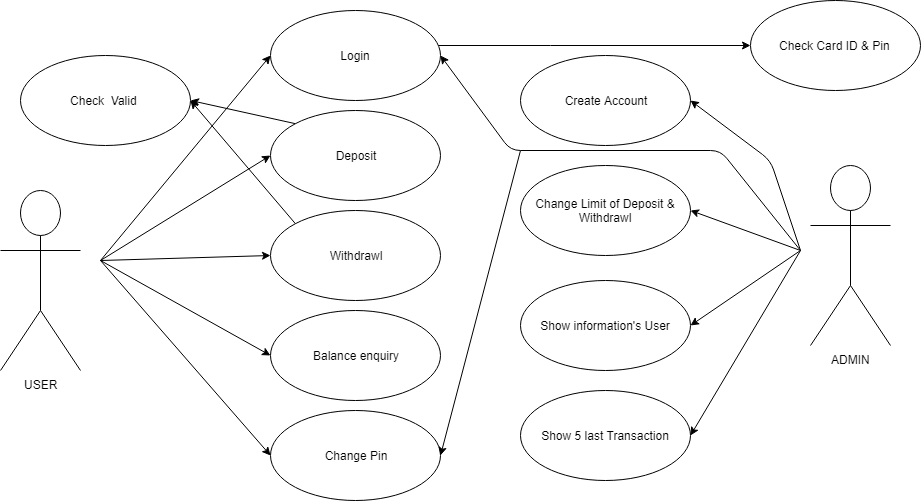 Login
Check Card ID & Pin
Check Valid
Create Account
Deposit
Change Limit of Deposit &
Withdrawl
Withdrawl
Show information's User
Balance enquiry
ADMIN
USER
Show 5 last Transaction
Change Pin